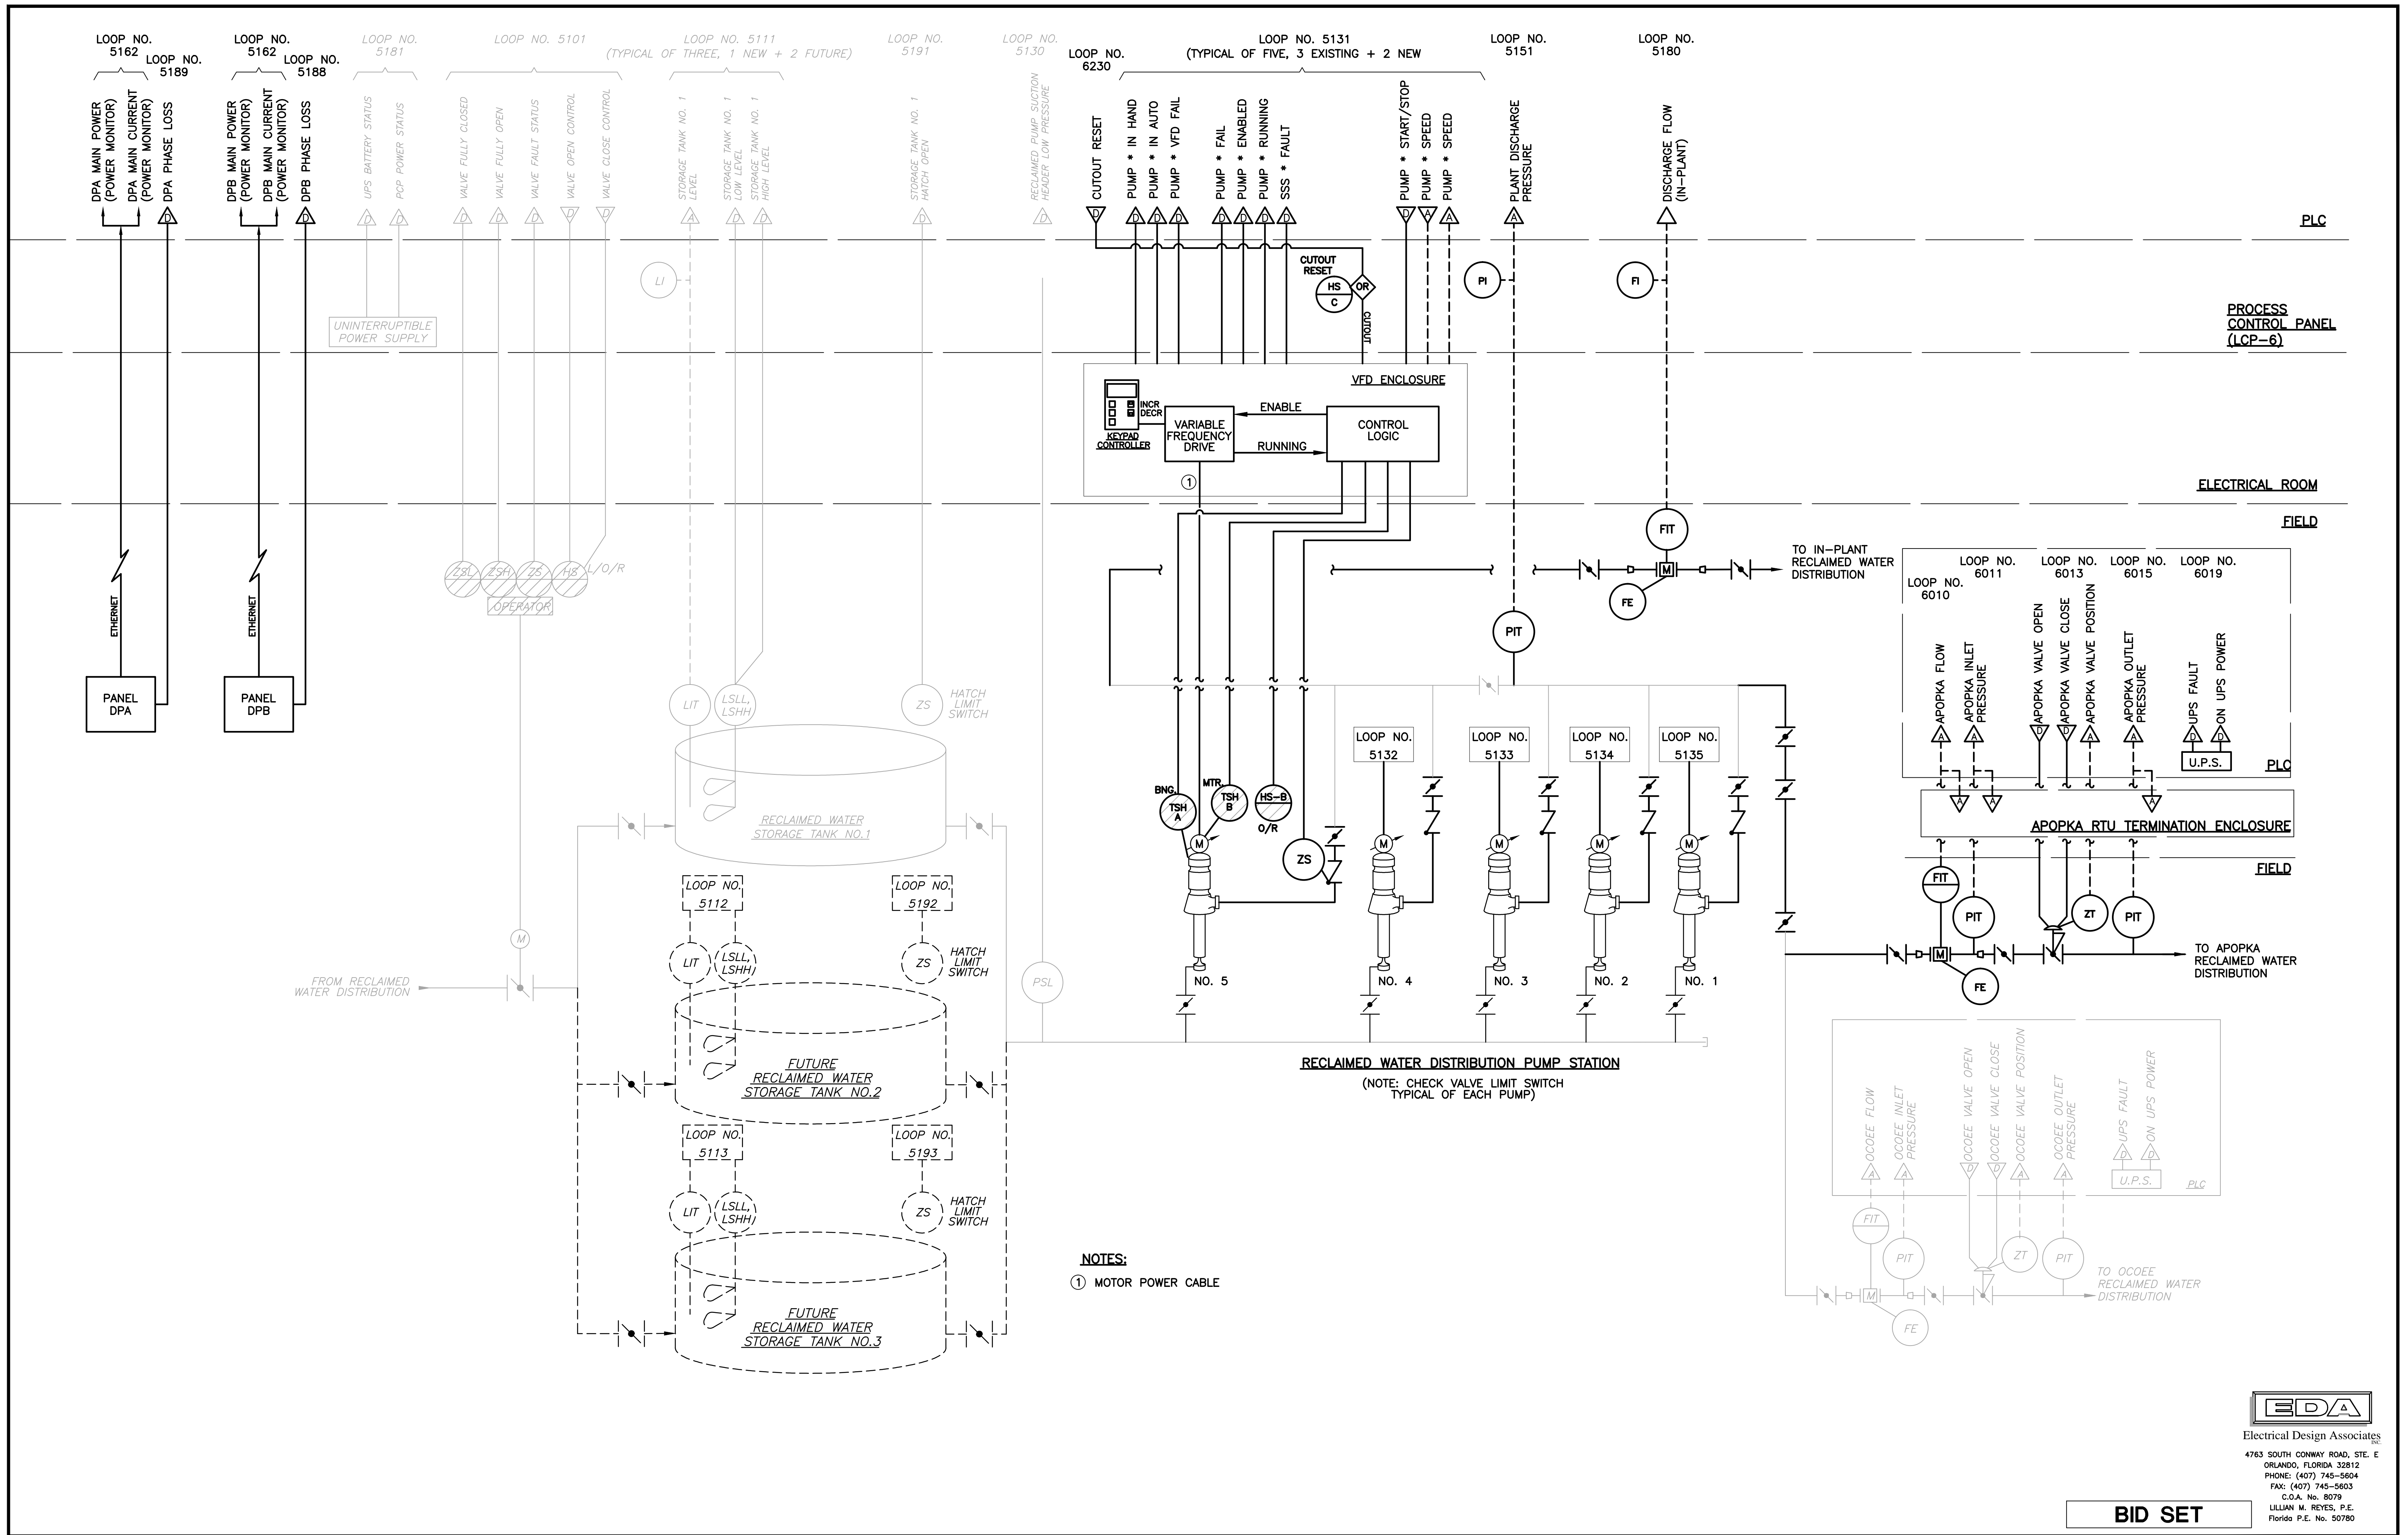 LOOP NO.
5162
LOOP NO.
5189
LOOP NO.
5162
LOOP NO.
5188
LOOP NO.
5181
LOOP NO. 5101
LOOP NO. 5111
(TYPICAL OF THREE, 1 NEW + 2 FUTURE)
LOOP NO.
5191
LOOP NO.
5130
LOOP NO.
6230
LOOP NO. 5131
(TYPICAL OF FIVE, 3 EXISTING + 2 NEW
LOOP NO.
5151
LOOP NO.
5180
DPA MAIN POWER
(POWER MONITOR)
DPA MAIN CURRENT
(POWER MONITOR)
DPA PHASE LOSS
DPB MAIN POWER
(POWER MONITOR)
DPB MAIN CURRENT
(POWER MONITOR)
DPB PHASE LOSS
UPS BATTERY STATUS
PCP POWER STATUS
VALVE FULLY CLOSED
VALVE FULLY OPEN
VALVE FAULT STATUS
VALVE OPEN CONTROL
VALVE CLOSE CONTROL
STORAGE TANK NO. 1
LEVEL
STORAGE TANK NO. 1
LOW LEVEL
STORAGE TANK NO. 1
HIGH LEVEL
STORAGE TANK NO. 1
HATCH OPEN
RECLAIMED PUMP SUCTION
HEADER LOW PRESSURE
CUTOUT RESET
PUMP * IN HAND
PUMP * IN AUTO
PUMP * VFD FAIL
PUMP * FAIL
PUMP * ENABLED
PUMP * RUNNING
SSS * FAULT
PUMP * START/STOP
PUMP * SPEED
PUMP * SPEED
PLANT DISCHARGE
PRESSURE
DISCHARGE FLOW
(IN-PLANT)
D
D
D
D
D
D
D
D
D
A
D
D
D
D
D
D
D
D
D
D
D
D
D
A
A
A
PLC
LI
CUTOUT
RESET
HS
C
OR
CUTOUT
PI
FI
UNINTERRUPTIBLE
POWER SUPPLY
PROCESS
CONTROL PANEL
(LCP-6)
VFD ENCLOSURE
INCR
DECR
KEYPAD
CONTROLLER
VARIABLE
FREQUENCY
DRIVE
ENABLE
RUNNING
CONTROL
LOGIC
1
ELECTRICAL ROOM
FIELD
ETHERNET
ETHERNET
PANEL
DPA
PANEL
DPB
ZSL
ZSH
ZS
HS
L/O/R
OPERATOR
M
FROM RECLAIMED
WATER DISTRIBUTION
LIT
LSLL,
LSHH
ZS
HATCH
LIMIT
SWITCH
RECLAIMED WATER
STORAGE TANK NO.1
LOOP NO.
5112
LOOP NO.
5192
LIT
LSLL,
LSHH
ZS
HATCH
LIMIT
SWITCH
FUTURE
RECLAIMED WATER
STORAGE TANK NO.2
LOOP NO.
5113
LOOP NO.
5193
LIT
LSLL,
LSHH
ZS
HATCH
LIMIT
SWITCH
FUTURE
RECLAIMED WATER
STORAGE TANK NO.3
PSL
FIT
M
FE
TO IN-PLANT
RECLAIMED WATER
DISTRIBUTION
PIT
LOOP NO.
5132
LOOP NO.
5133
LOOP NO.
5134
LOOP NO.
5135
BNG.
TSH
A
MTR.
TSH
B
HS-B
O/R
ZS
M
M
M
M
M
NO. 5
NO. 4
NO. 3
NO. 2
NO. 1
RECLAIMED WATER DISTRIBUTION PUMP STATION
(NOTE: CHECK VALVE LIMIT SWITCH
TYPICAL OF EACH PUMP)
LOOP NO.
6010
LOOP NO.
6011
LOOP NO.
6013
LOOP NO.
6015
LOOP NO.
6019
APOPKA FLOW
APOPKA INLET
PRESSURE
APOPKA VALVE OPEN
APOPKA VALVE CLOSE
APOPKA VALVE POSITION
APOPKA OUTLET
PRESSURE
UPS FAULT
ON UPS POWER
A
A
D
D
A
A
D
D
U.P.S.
PLC
A
A
A
APOPKA RTU TERMINATION ENCLOSURE
FIELD
FIT
PIT
ZT
PIT
M
FE
TO APOPKA
RECLAIMED WATER
DISTRIBUTION
OCOEE FLOW
OCOEE INLET
PRESSURE
OCOEE VALVE OPEN
OCOEE VALVE CLOSE
OCOEE VALVE POSITION
OCOEE OUTLET
PRESSURE
UPS FAULT
ON UPS POWER
A
A
D
D
A
A
D
D
U.P.S.
PLC
FIT
PIT
ZT
PIT
M
FE
TO OCOEE
RECLAIMED WATER
DISTRIBUTION
NOTES:
1 MOTOR POWER CABLE
EDA
Electrical Design Associates
INC.
4763 SOUTH CONWAY ROAD, STE. E
ORLANDO, FLORIDA 32812
PHONE: (407) 745-5604
FAX: (407) 745-5603
C.O.A. No. 8079
LILLIAN M. REYES, P.E.
Florida P.E. No. 50780
BID SET